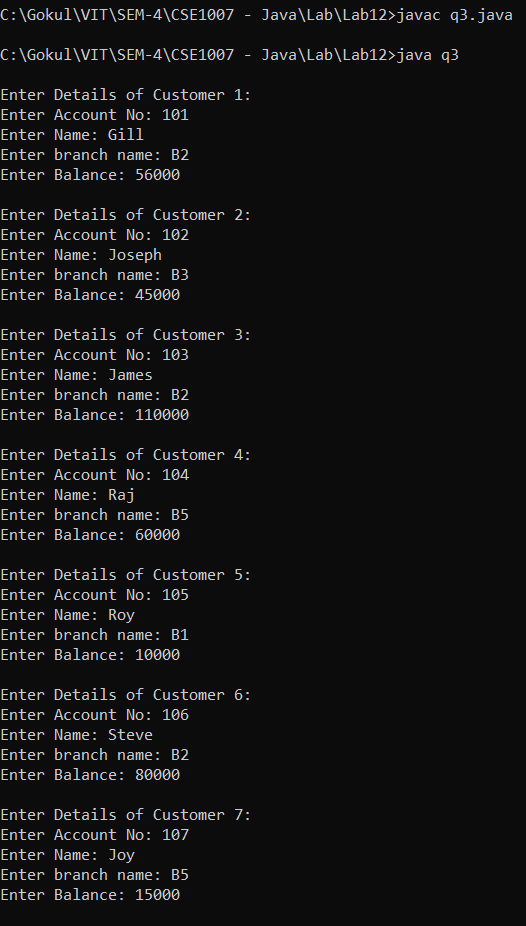 C:\Gokul\VIT\SEM-4\CSE1007 - Java\Lab\Lab12>javac q3.java
C:\Gokul\VIT\SEM-4\CSE1007 - Java\Lab\Lab12>java q3
Enter Details of Customer 1:
Enter Account No: 101
Enter Name: Gill
Enter branch name: B2
Enter Balance: 56000
Enter Details of Customer 2:
Enter Account No: 102
Enter Name: Joseph
Enter branch name: B3
Enter Balance: 45000
Enter Details of Customer 3:
Enter Account No: 103
Enter Name: James
Enter branch name: B2
Enter Balance: 110000
Enter Details of Customer 4:
Enter Account No: 104
Enter Name: Raj
Enter branch name: B5
Enter Balance: 60000
Enter Details of Customer 5:
Enter Account No: 105
Enter Name: Roy
Enter branch name: B1
Enter Balance: 10000
Enter Details of Customer 6:
Enter Account No: 106
Enter Name: Steve
Enter branch name: B2
Enter Balance: 80000
Enter Details of Customer 7:
Enter Account No: 107
Enter Name: Joy
Enter branch name: B5
Enter Balance: 15000